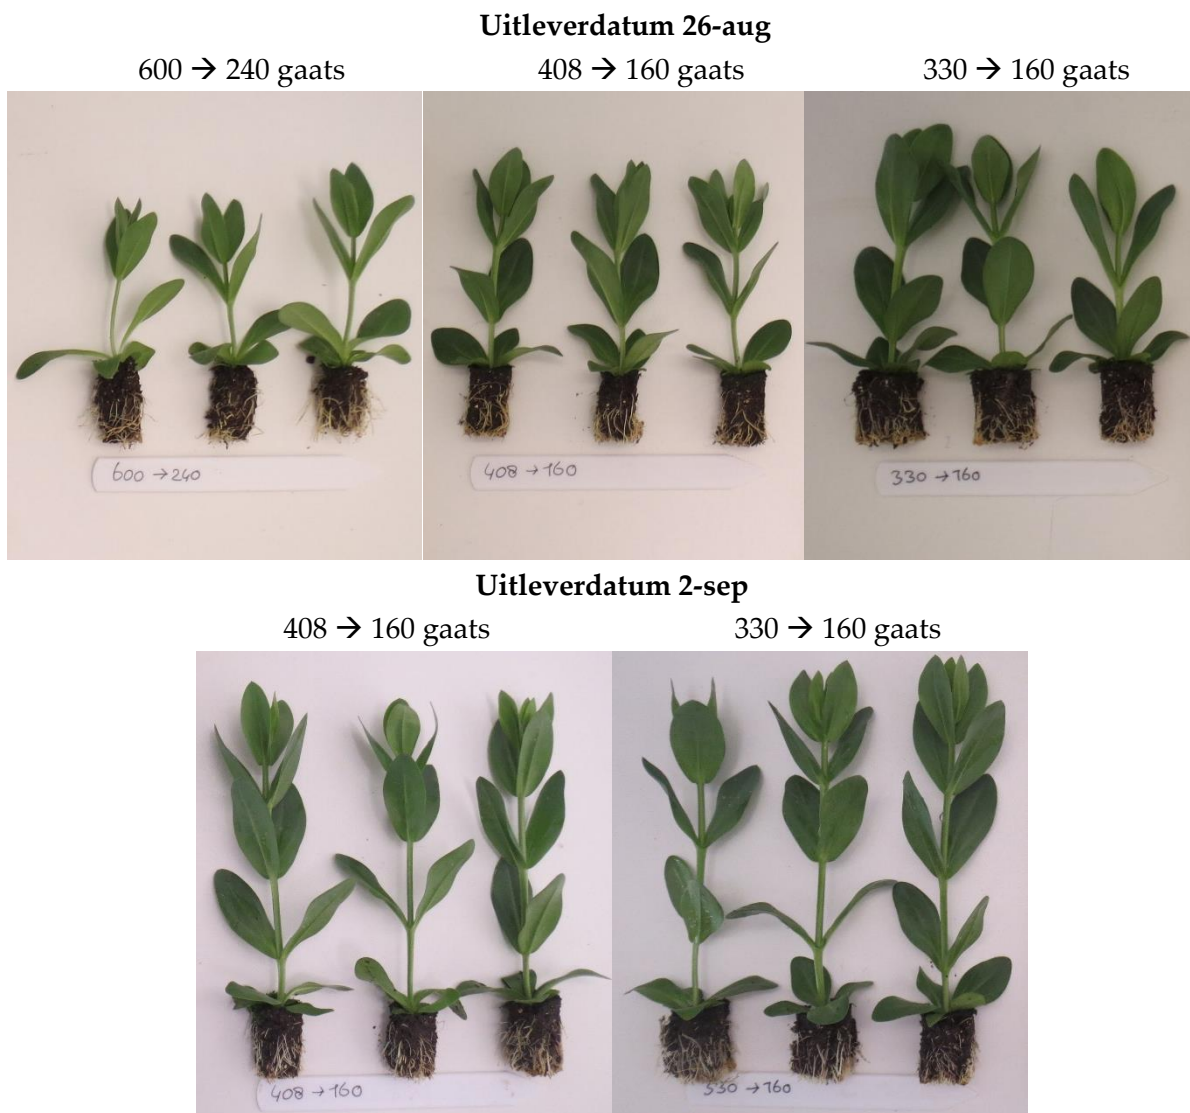 Uitleverdatum 26-aug
600 → 240 gaats
408 → 160 gaats
330 → 160 gaats
600 → 240
408 → 160
330 → 160
Uitleverdatum 2-sep
408 → 160 gaats
330 → 160 gaats
408 → 160
330 → 160